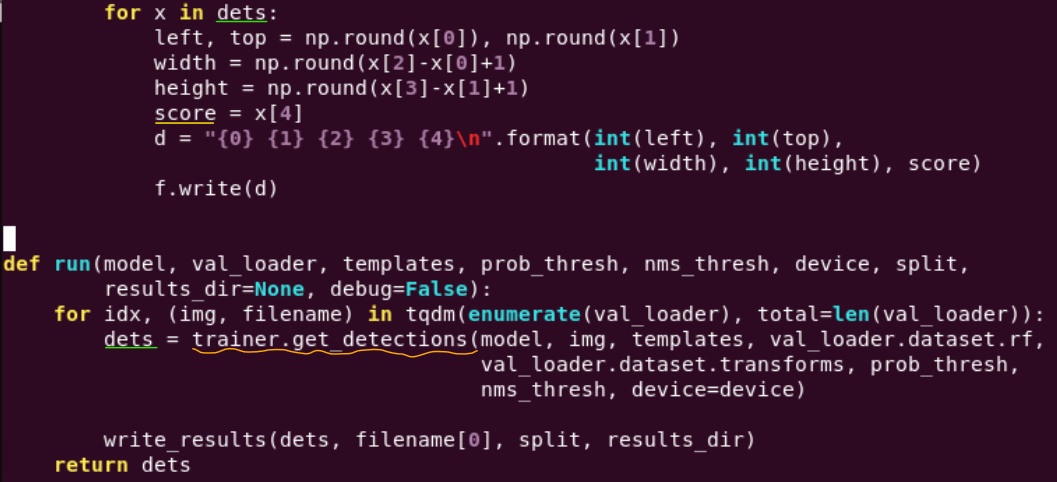 for x in dets:
left, top = np.round(x[0]), np.round(x[1])
width = np.round(x[2]-x[0]+1)
height = np.round(x[3]-x[1]+1)
score = x[4]
d = "{0} {1} {2} {3} {4}\n".format(int(left), int(top),
int(width), int(height), score)
f.write(d)
def run(model, val_loader, templates, prob_thresh, nms_thresh, device, split,
results_dir=None, debug=False):
for idx, (img, filename) in tqdm(enumerate(val_loader), total=len(val_loader)):
dets = trainer.get_detections(model, img, templates, val_loader.dataset.rf,
val_loader.dataset.transforms, prob_thresh,
nms_thresh, device=device)
write_results(dets, filename[0], split, results_dir)
return dets